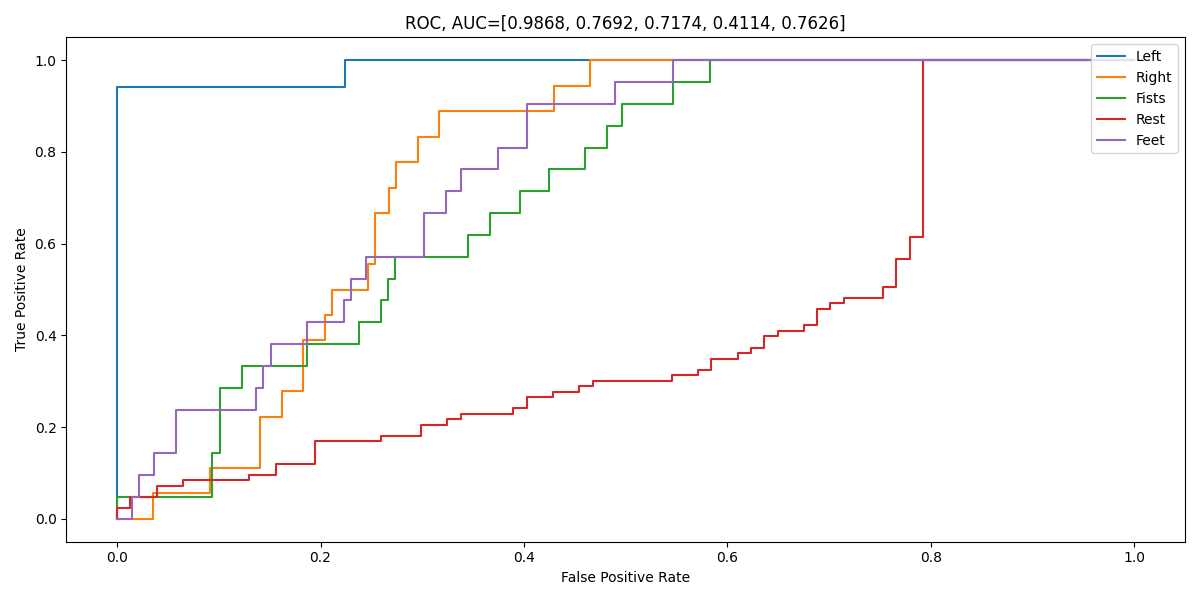 ROC, AUC=[0.9868, 0.7692, 0.7174, 0.4114, 0.7626]
Left
Right
Fists
Rest
Feet
1.0
0.8
0.6
0.4
0.2
0.0
True Positive Rate
0.0 0.2 0.4 0.6 0.8 1.0
False Positive Rate